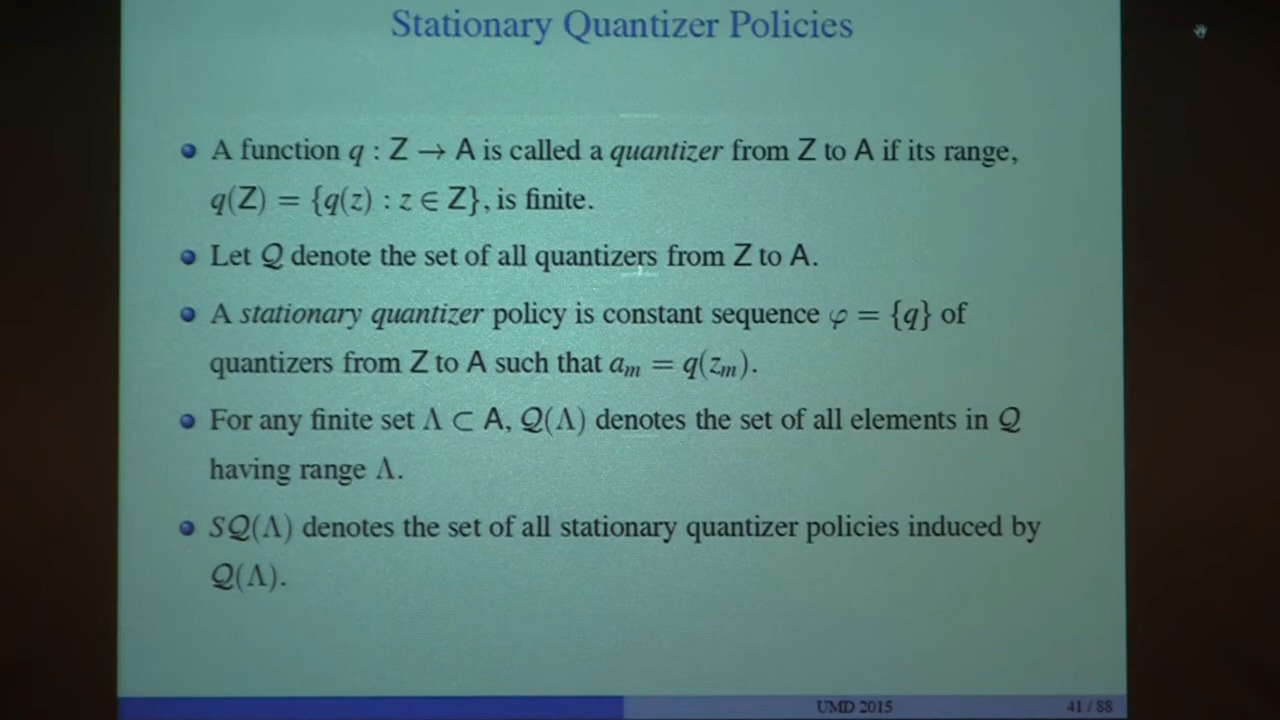 Stationary Quantizer Policies
A function q : Z → A is called a quantizer from Z to A if its range,
q(Z) = {q(z) : z ∈ Z}, is finite.
Let Q denote the set of all quantizers from Z to A.
A stationary quantizer policy is constant sequence φ = {q} of
quantizers from Z to A such that aₘ = q(zₘ).
For any finite set Λ ⊂ A, Q(Λ) denotes the set of all elements in Q
having range Λ.
SQ(Λ) denotes the set of all stationary quantizer policies induced by
Q(Λ).
UMD 2015
41 / 88